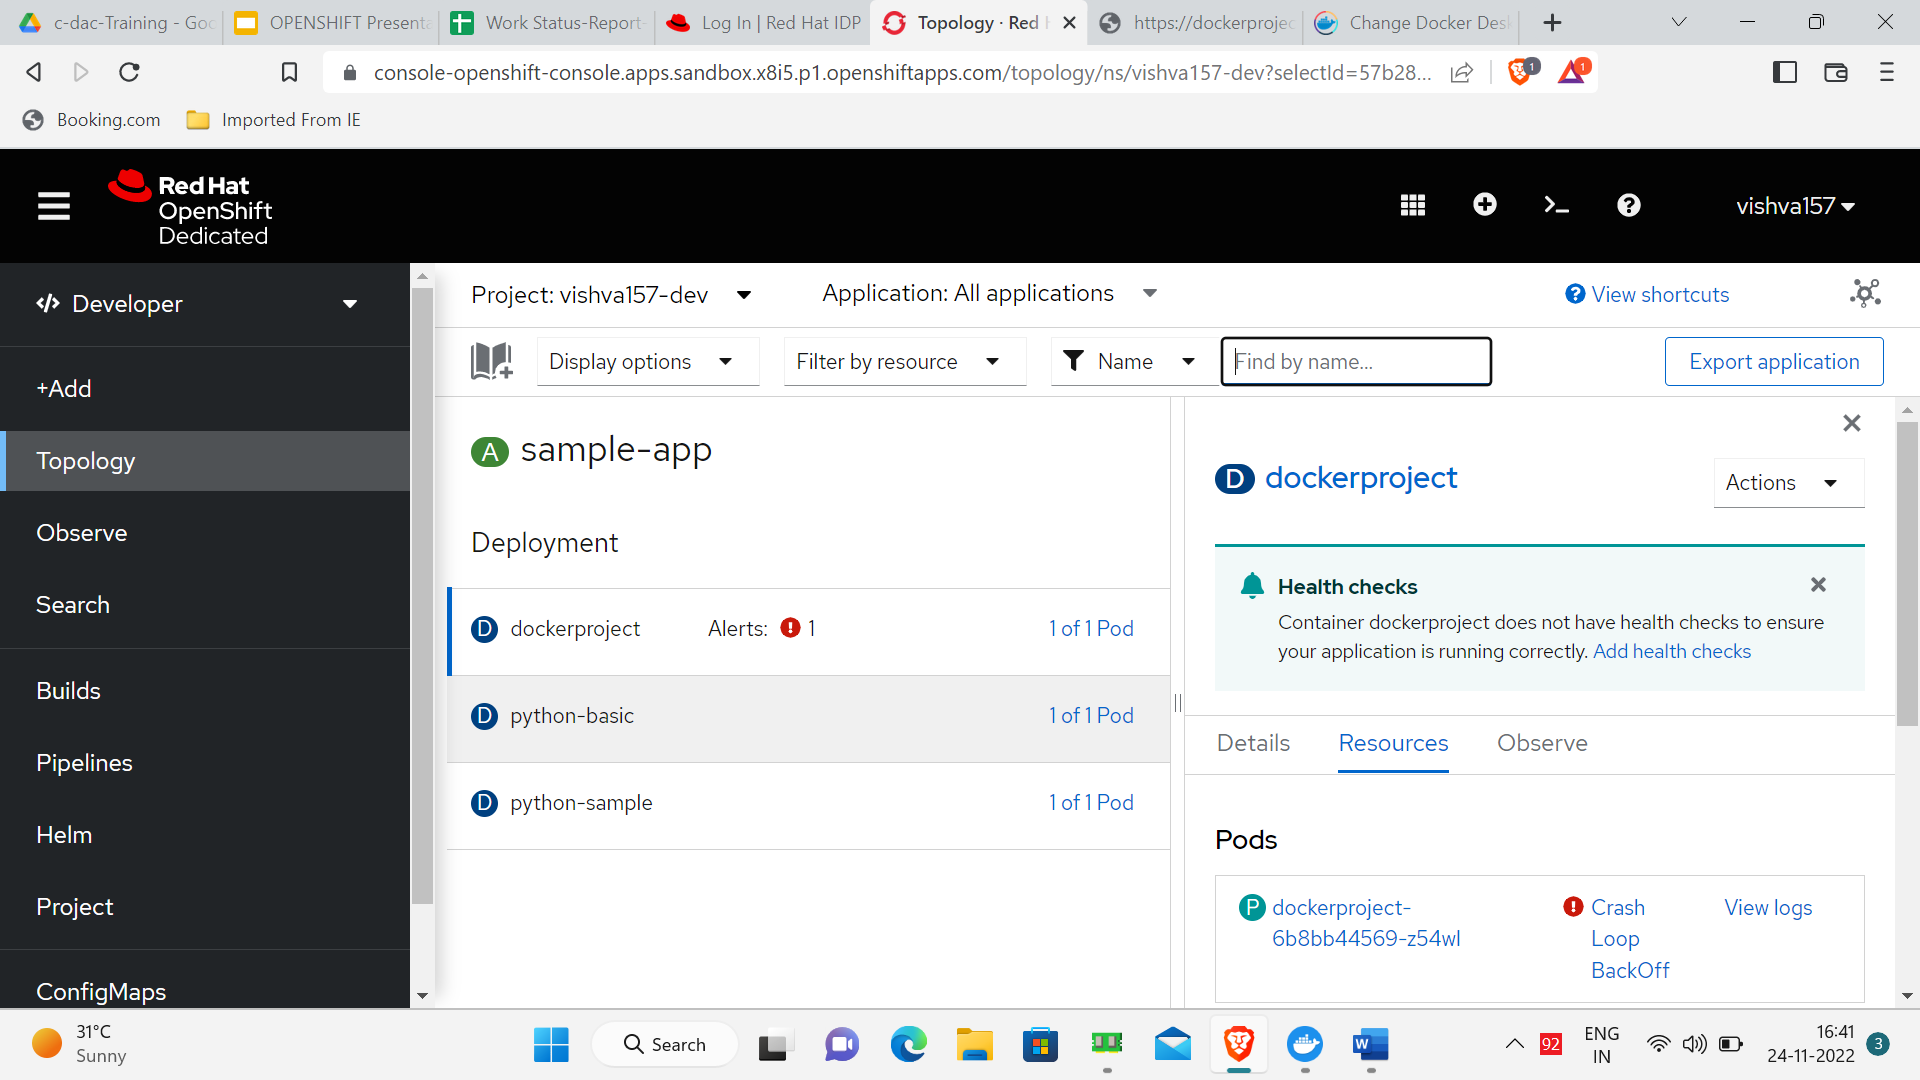 c-dac-Training - Goo
OPENSHIFT Presenta
Work Status-Report-
Log In | Red Hat IDP
Topology · Red H
https://dockerprojec
Change Docker Des
console-openshift-console.apps.sandbox.x8i5.p1.openshiftapps.com/topology/ns/vishva157-dev?selectId=57b28...
1
1
Booking.com
Imported From IE
Red Hat
OpenShift
Dedicated
vishva157
Developer
+Add
Topology
Observe
Search
Builds
Pipelines
Helm
Project
ConfigMaps
Project: vishva157-dev
Application: All applications
View shortcuts
Display options
Filter by resource
Name
Find by name...
Export application
A sample-app
Deployment
D dockerproject Alerts: 1 1 of 1 Pod
D python-basic 1 of 1 Pod
D python-sample 1 of 1 Pod
D dockerproject
Actions
Health checks
Container dockerproject does not have health checks to ensure
your application is running correctly. Add health checks
Details Resources Observe
Pods
P dockerproject-
6b8bb44569-z54wl
Crash
Loop
BackOff
View logs
31°C
Sunny
Search
92
ENG
IN
16:41
24-11-2022
3